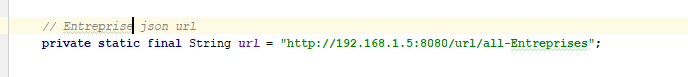 // Entreprise json url
private static final String url = "http://192.168.1.5:8080/url/all-Entreprises";